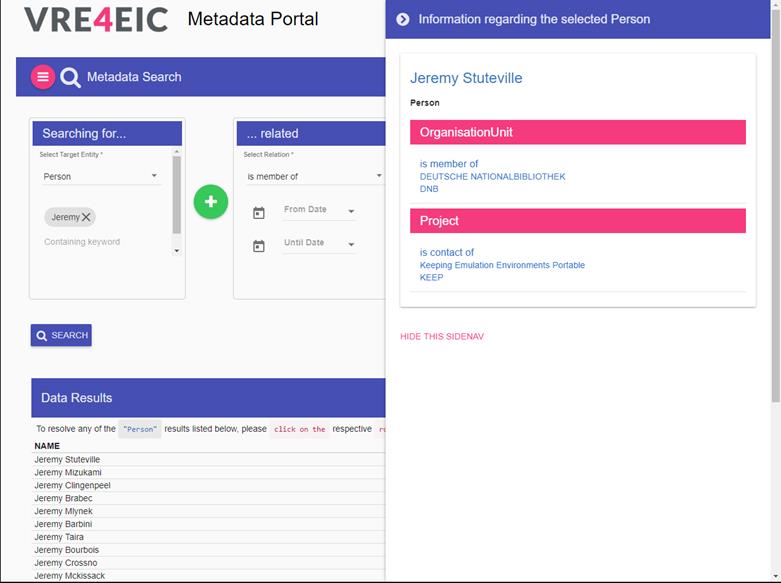 VRE4EIC Metadata Portal
Metadata Search
Searching for...
Select Target Entity *
Person
Jeremy
Containing keyword
... related
Select Relation *
is member of
From Date
Until Date
SEARCH
Data Results
To resolve any of the "Person" results listed below, please click on the respective
NAME
Jeremy Stuteville
Jeremy Mizukami
Jeremy Clingenpeel
Jeremy Brabec
Jeremy Mlynek
Jeremy Barbini
Jeremy Taira
Jeremy Bourbois
Jeremy Crossno
Jeremy Mckissack
Information regarding the selected Person
Jeremy Stuteville
Person
OrganisationUnit
is member of
DEUTSCHE NATIONALBIBLIOTHEK
DNB
Project
is contact of
Keeping Emulation Environments Portable
KEEP
HIDE THIS SIDENAV